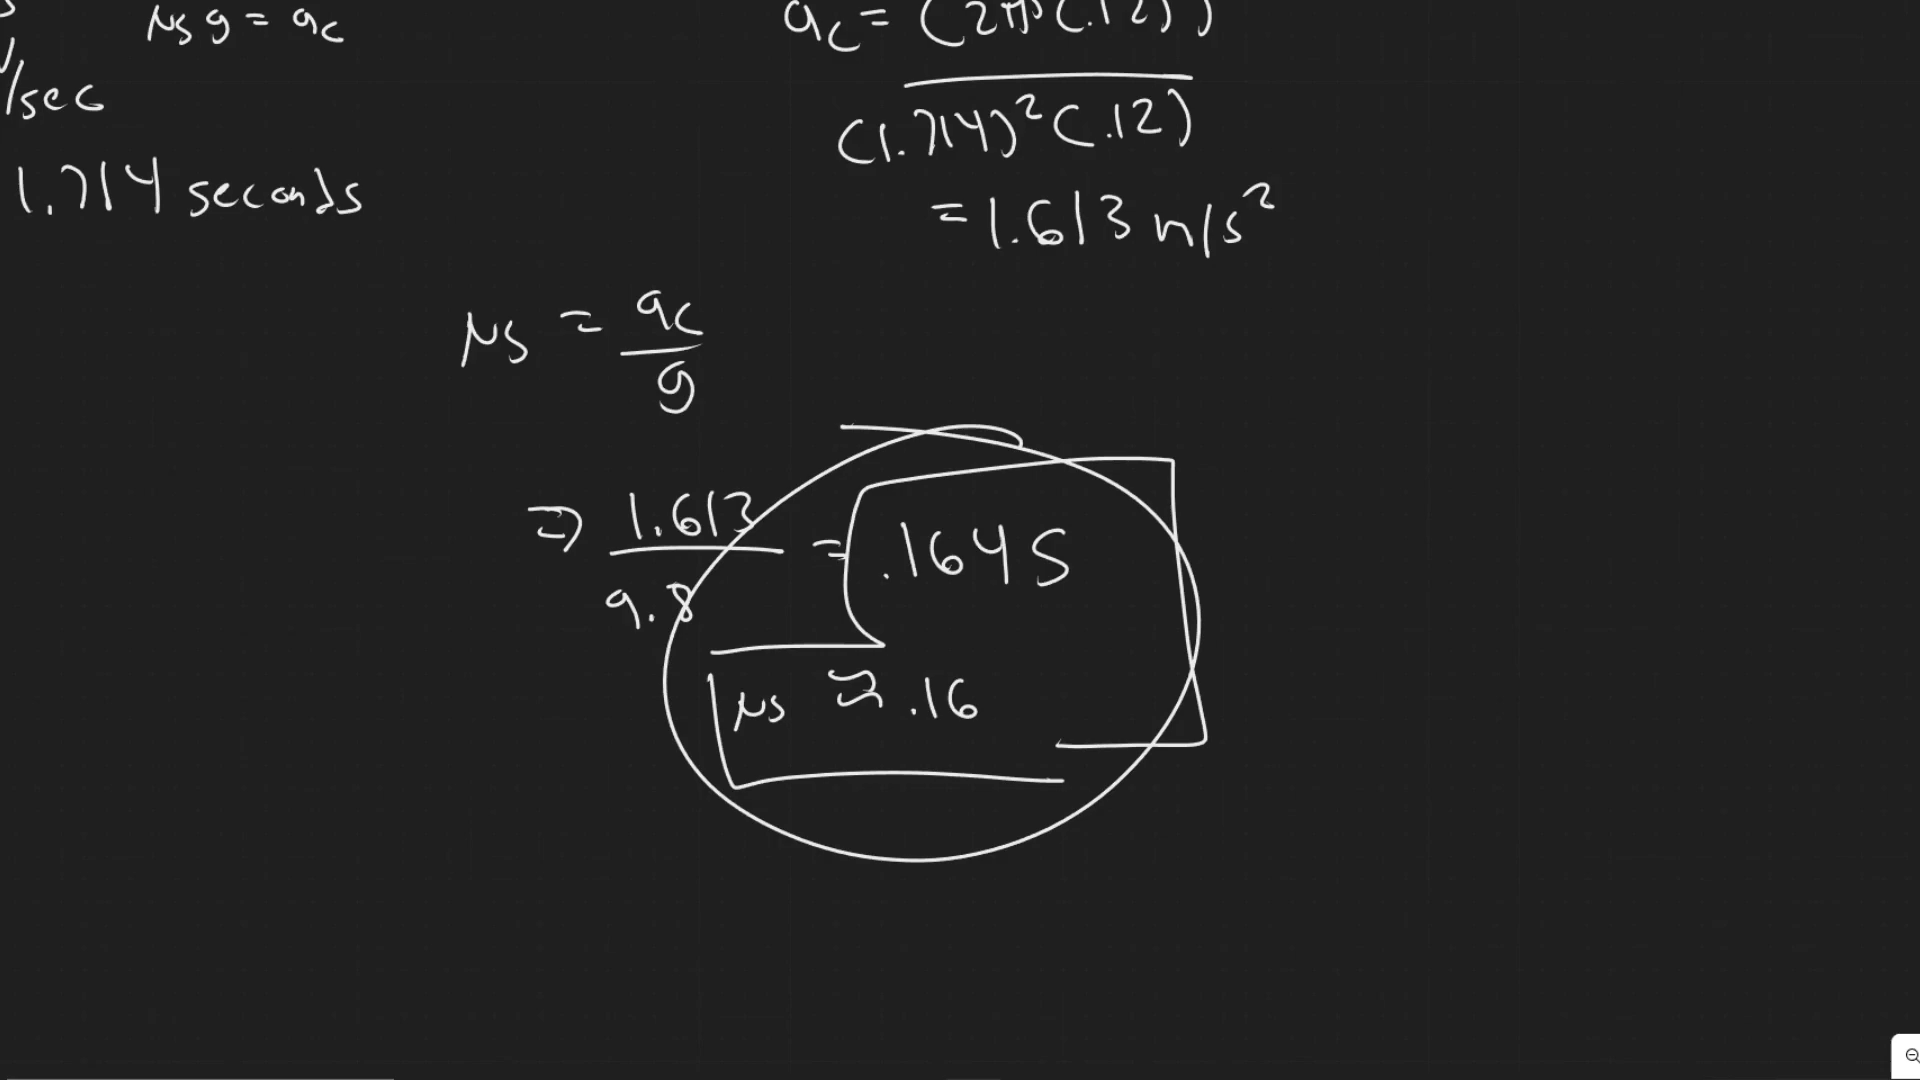 μs g = ac
/sec
1.714 seconds
ac = (2π(.12))
(1.714)²(.12)
= 1.613 m/s²
μs = ac
g
⇒ 1.613
9.8
= .1645
μs ≈ .16